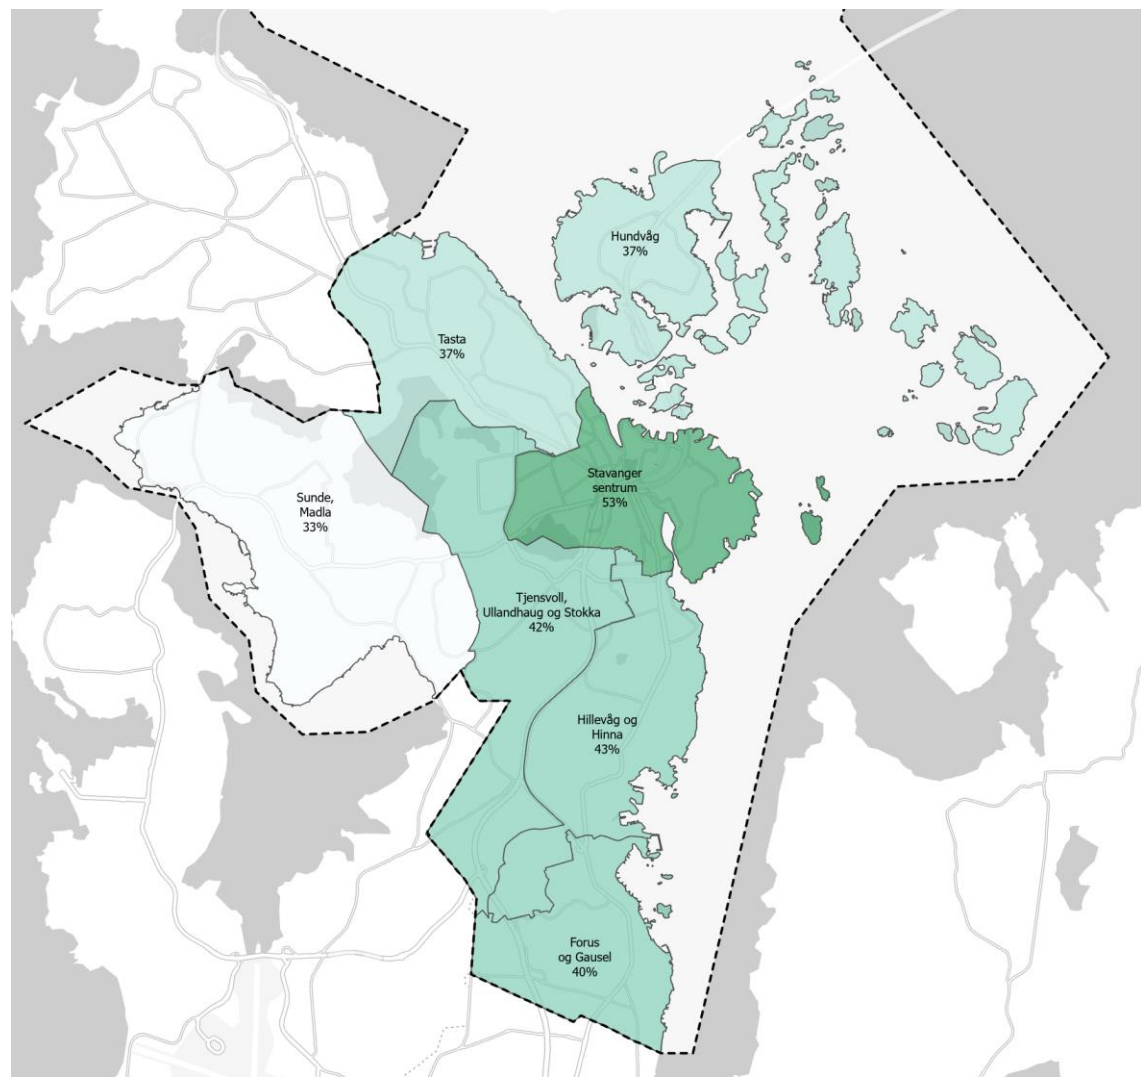 Hundvåg
37%
Tasta
37%
Stavanger
sentrum
53%
Sunde,
Madla
33%
Tjensvoll,
Ullandhaug og Stokka
42%
Hillevåg og
Hinna
43%
Forus
og Gausel
40%